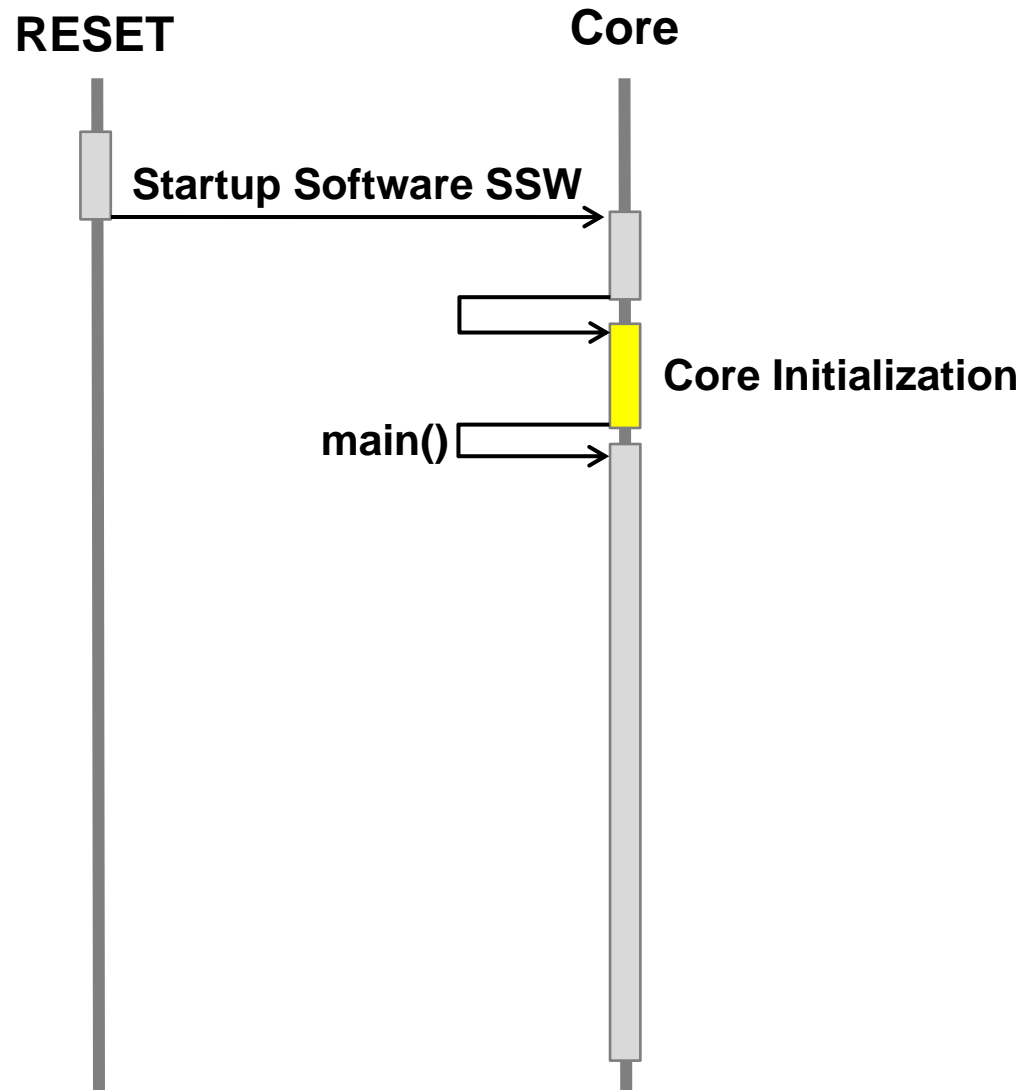 RESET
Core
Startup Software SSW
Core Initialization
main()